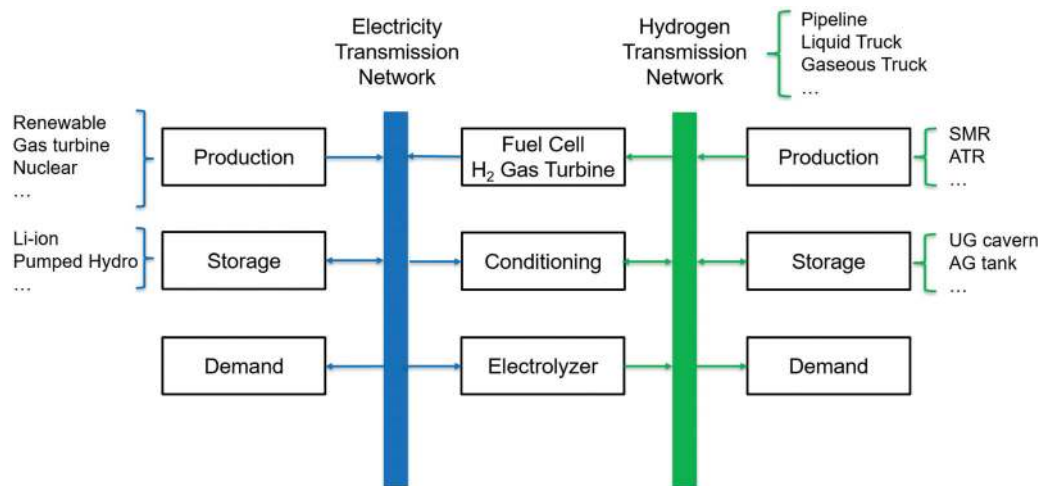 Electricity
Transmission
Network
Hydrogen
Transmission
Network
Pipeline
Liquid Truck
Gaseous Truck
…
Renewable
Gas turbine
Nuclear
…
Production
Fuel Cell
H₂ Gas Turbine
Production
SMR
ATR
…
Li-ion
Pumped Hydro
…
Storage
Conditioning
Storage
UG cavern
AG tank
…
Demand
Electrolyzer
Demand